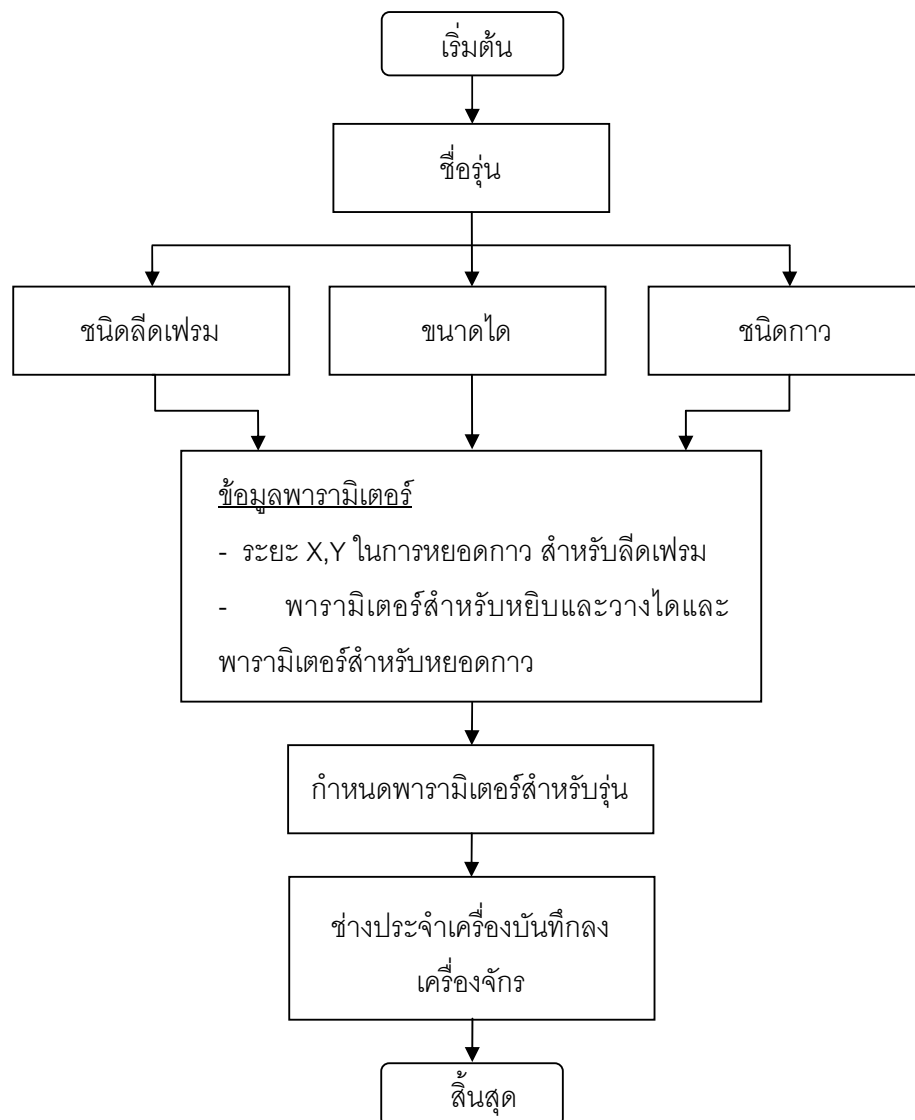 เริ่มต้น
ชื่อรุ่น
ชนิดลีดเฟรม
ขนาดได
ชนิดกาว
ข้อมูลพารามิเตอร์
- ระยะ X,Y ในการหยอดกาว สำหรับลีดเฟรม
- พารามิเตอร์สำหรับหยิบและวางไดและ
พารามิเตอร์สำหรับหยอดกาว
กำหนดพารามิเตอร์สำหรับรุ่น
ช่างประจำเครื่องบันทึกลง
เครื่องจักร
สิ้นสุด